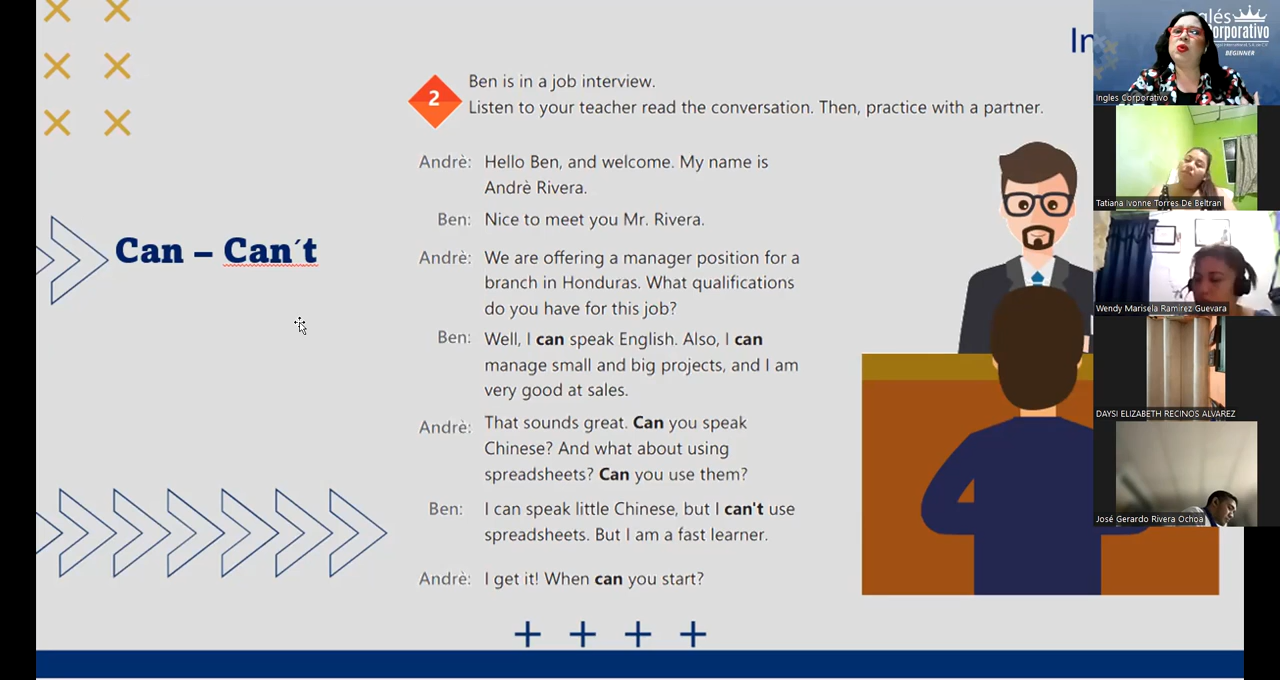 Ben is in a job interview.
2
Listen to your teacher read the conversation. Then, practice with a partner.
Andrè: Hello Ben, and welcome. My name is
Andrè Rivera.
Ben: Nice to meet you Mr. Rivera.
Can – Can´t
Andrè: We are offering a manager position for a
branch in Honduras. What qualifications
do you have for this job?
Ben: Well, I can speak English. Also, I can
manage small and big projects, and I am
very good at sales.
Andrè: That sounds great. Can you speak
Chinese? And what about using
spreadsheets? Can you use them?
Ben: I can speak little Chinese, but I can't use
spreadsheets. But I am a fast learner.
Andrè: I get it! When can you start?
In
BEGINNER
Ingles Corporativo
Tatiana Ivonne Torres De Beltran
Wendy Marisela Ramirez Guevara
DAYSI ELIZABETH RECINOS ALVAREZ
José Gerardo Rivera Ochoa